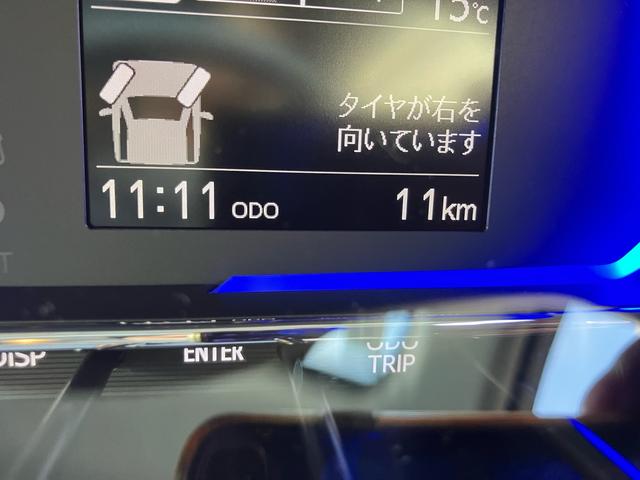 15℃
タイヤが右を
向いています
11:11 ODO 11km
DISP ENTER ODO
TRIP